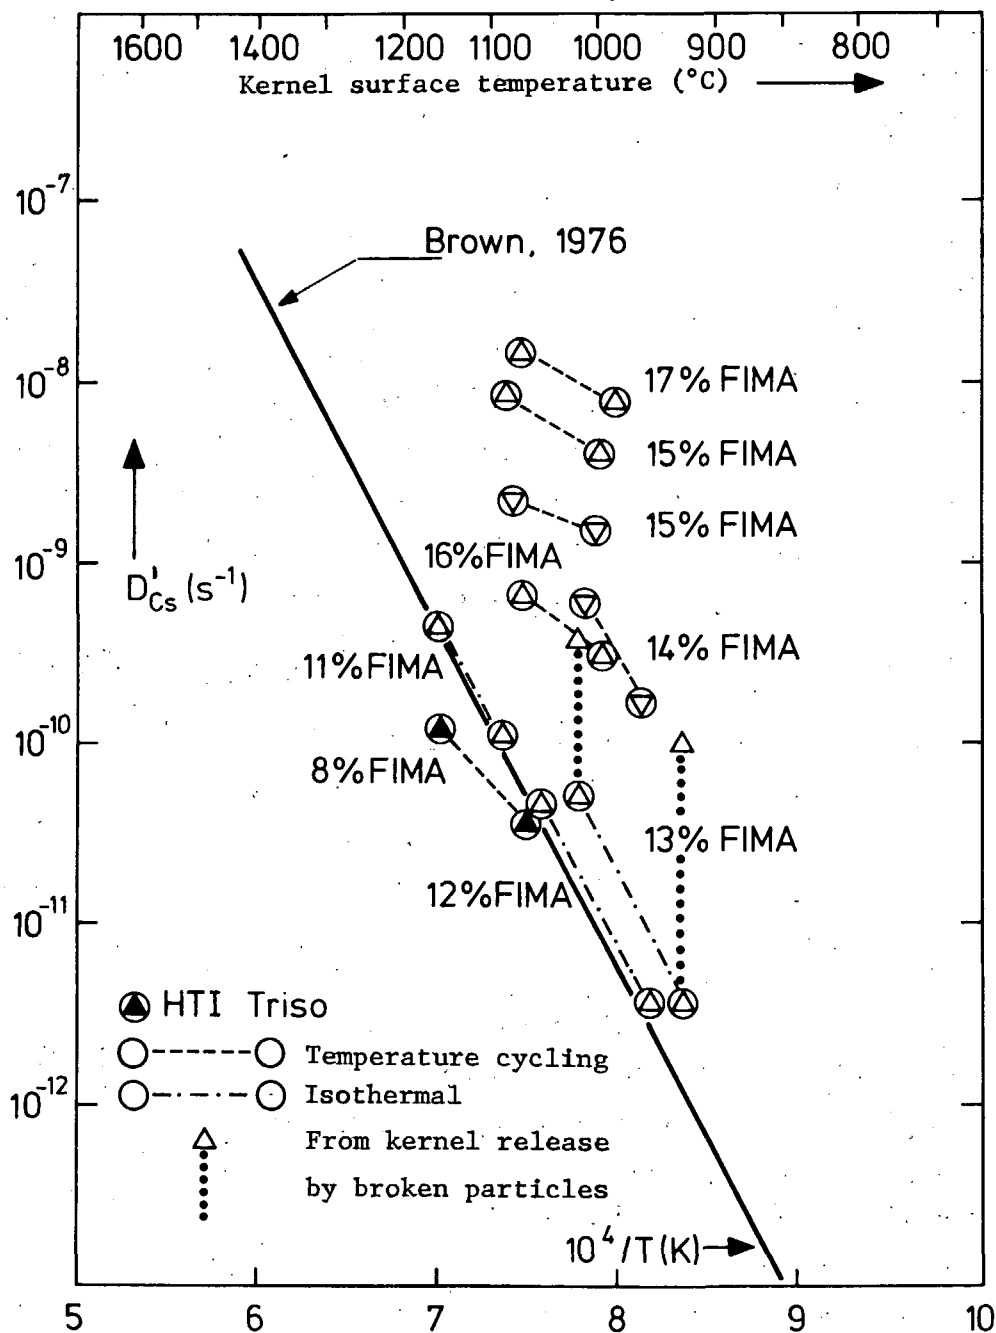 1600 1400 1200 1100 1000 900 800
Kernel surface temperature (°C)
10⁻⁷
Brown, 1976
10⁻⁸
17% FIMA
15% FIMA
15% FIMA
10⁻⁹
16%FIMA
D'Cs (s⁻¹)
14% FIMA
11%FIMA
10⁻¹⁰
8%FIMA
13% FIMA
12%FIMA
10⁻¹¹
HTI Triso
Temperature cycling
Isothermal
10⁻¹²
From kernel release
by broken particles
10⁴/T(K)
5 6 7 8 9 10